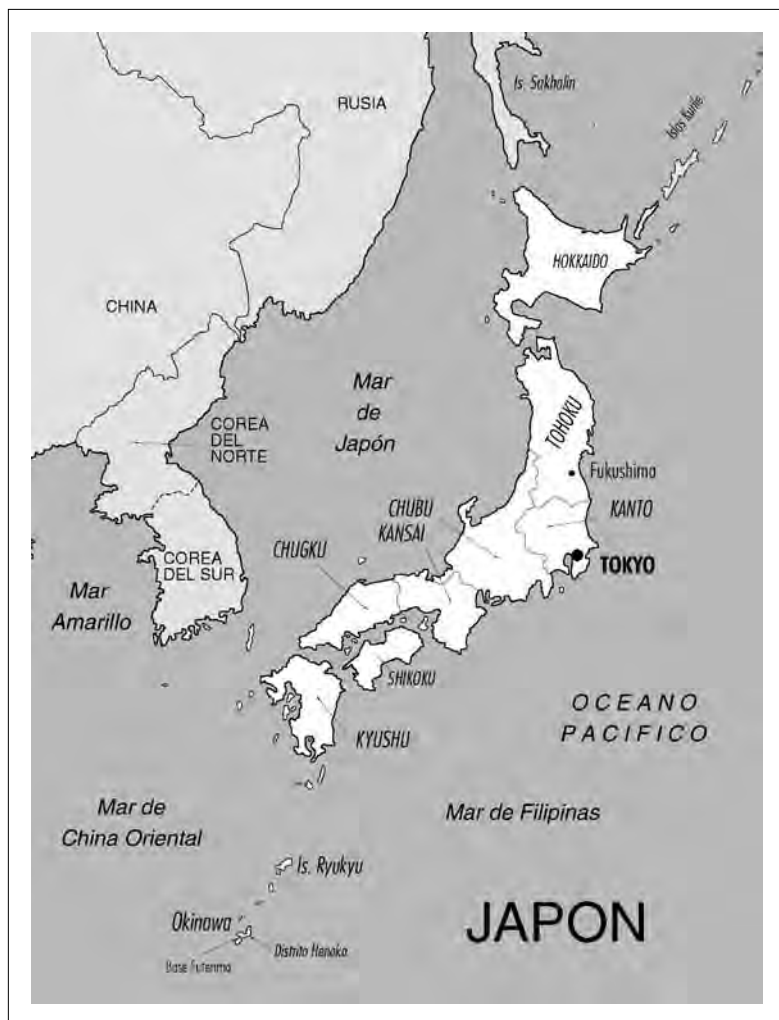 Is. Sakhalin
RUSIA
Islas Kurile
HOKKAIDO
CHINA
Mar
de
Japón
TOHOKU
COREA
DEL
NORTE
Fukushima
CHUBU
KANSAI
KANTO
CHUGKU
TOKYO
COREA
DEL SUR
Mar
Amarillo
SHIKOKU
OCEANO
PACIFICO
KYUSHU
Mar de
China Oriental
Mar de Filipinas
Is. Ryukyu
Okinawa
JAPON
Distrito Henoko
Base Futenma